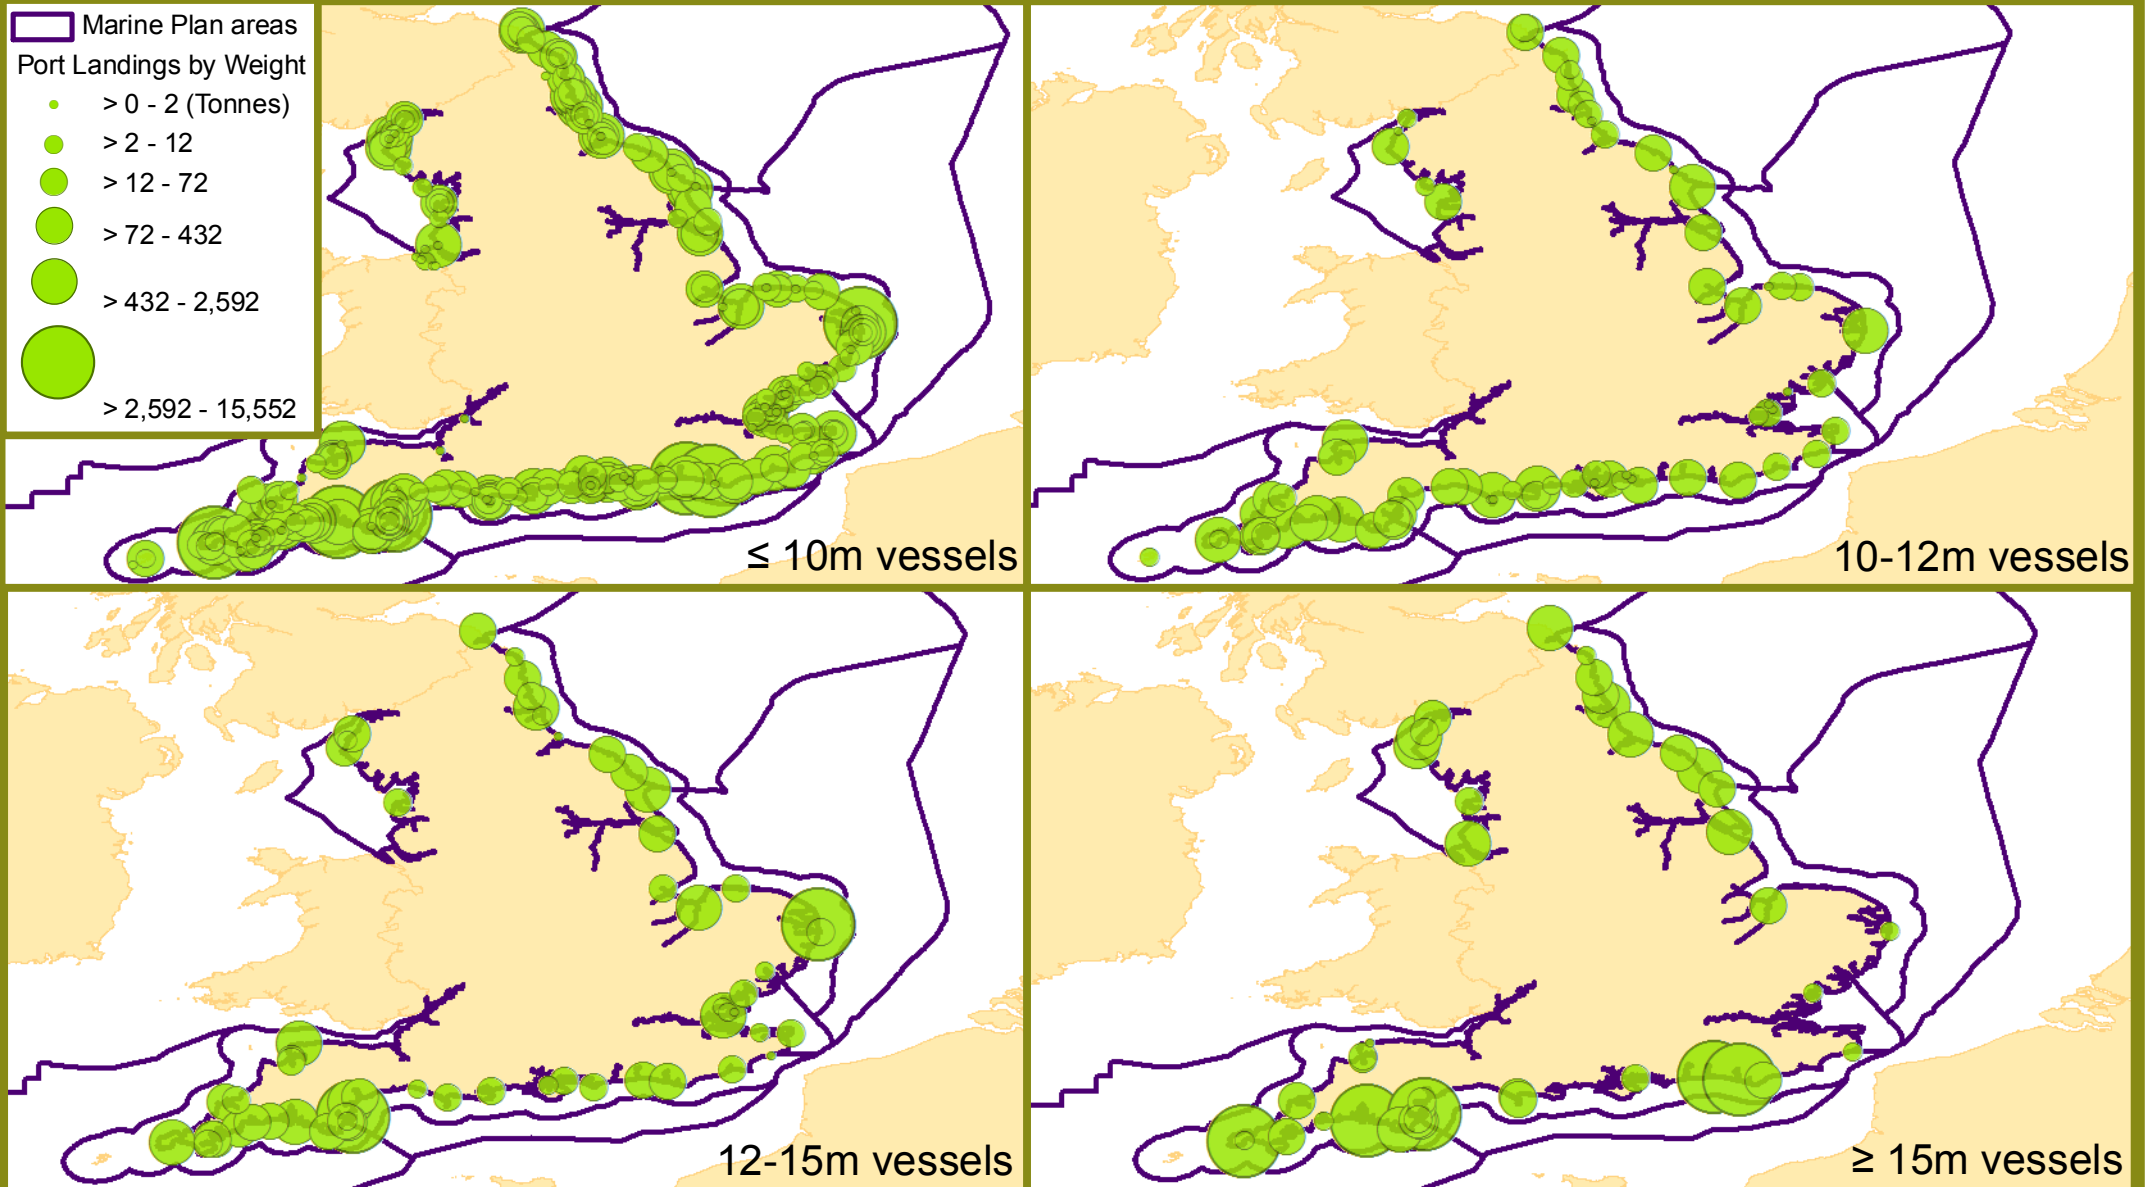 Marine Plan areas
Port Landings by Weight
> 0 - 2 (Tonnes)
> 2 - 12
> 12 - 72
> 72 - 432
> 432 - 2,592
> 2,592 - 15,552
≤ 10m vessels
10-12m vessels
12-15m vessels
≥ 15m vessels